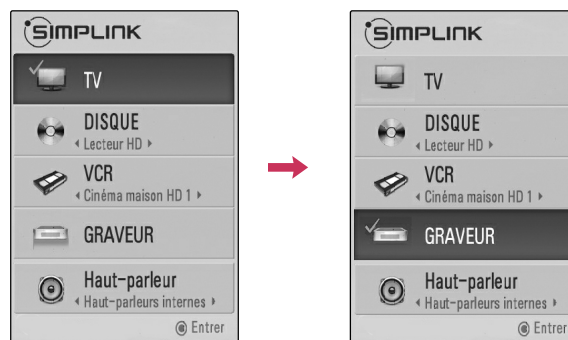 SIMPLINK
TV
DISQUE
◂ Lecteur HD ▸
VCR
◂ Cinéma maison HD 1 ▸
GRAVEUR
Haut-parleur
◂ Haut-parleurs internes ▸
◉ Entrer
SIMPLINK
TV
DISQUE
◂ Lecteur HD ▸
VCR
◂ Cinéma maison HD 1 ▸
GRAVEUR
Haut-parleur
◂ Haut-parleurs internes ▸
◉ Entrer